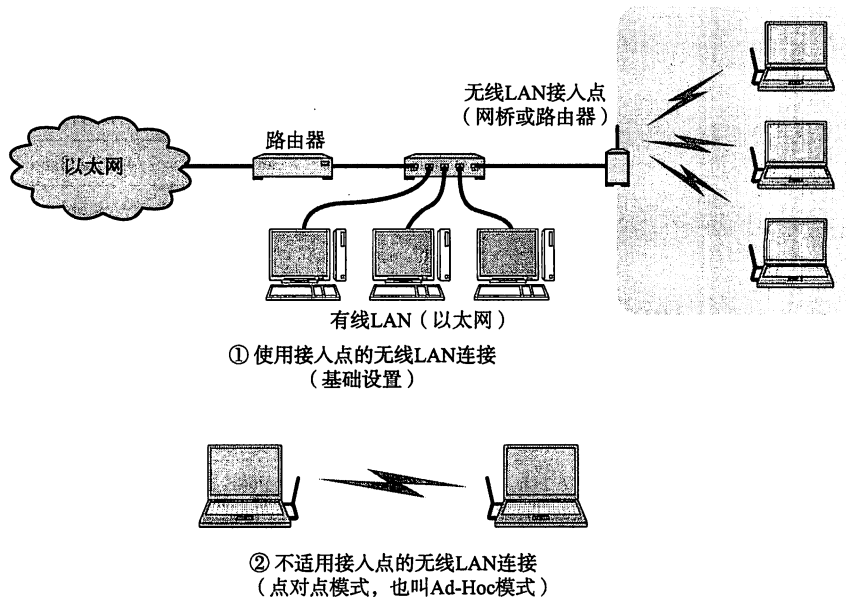 无线LAN接入点
（网桥或路由器）
路由器
以太网
有线LAN（以太网）
① 使用接入点的无线LAN连接
（基础设置）
② 不适用接入点的无线LAN连接
（点对点模式，也叫Ad-Hoc模式）